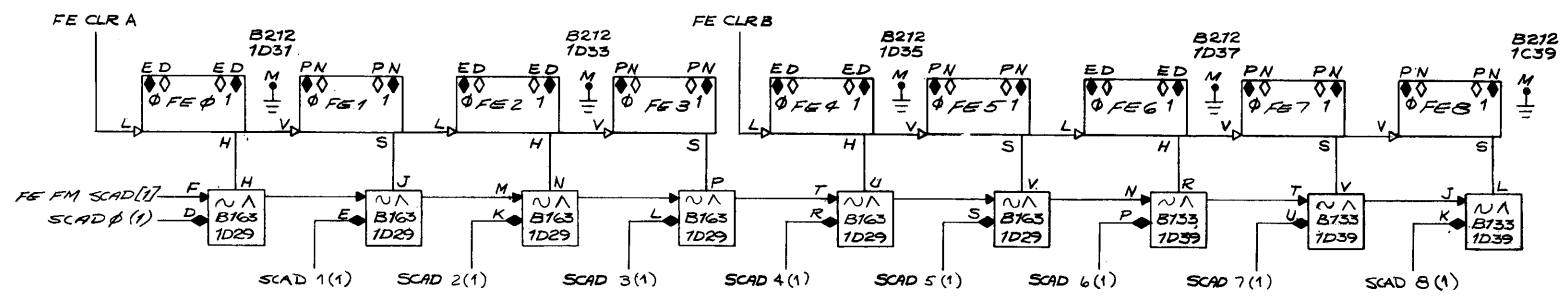 FE CLR A
FE CLR B
B212 B212 B212 B212 B212
1D31 1D33 1D35 1D37 1C39
E D E D M P N P N E D E D M P N P N E D E D M P N P N E D E D M P N P N P N P N M
Ø FE Ø 1 Ø FE 1 1 Ø FE 2 1 Ø FE 3 1 Ø FE 4 1 Ø FE 5 1 Ø FE 6 1 Ø FE 7 1 Ø FE 8 1
L V L V L V L V V
H S H S H S H S S
FE FM SCAD[1] F H J M N P T U V N R T V J L
SCAD Ø (1) D E K L R S P U K
~ ∧ ~ ∧ ~ ∧ ~ ∧ ~ ∧ ~ ∧ ~ ∧ ~ ∧ ~ ∧
B163 B163 B163 B163 B163 B163 B133 B133 B133
1D29 1D29 1D29 1D29 1D29 1D29 1D39 1D39 1D39
SCAD 1(1) SCAD 2(1) SCAD 3(1) SCAD 4(1) SCAD 5(1) SCAD 6(1) SCAD 7(1) SCAD 8(1)